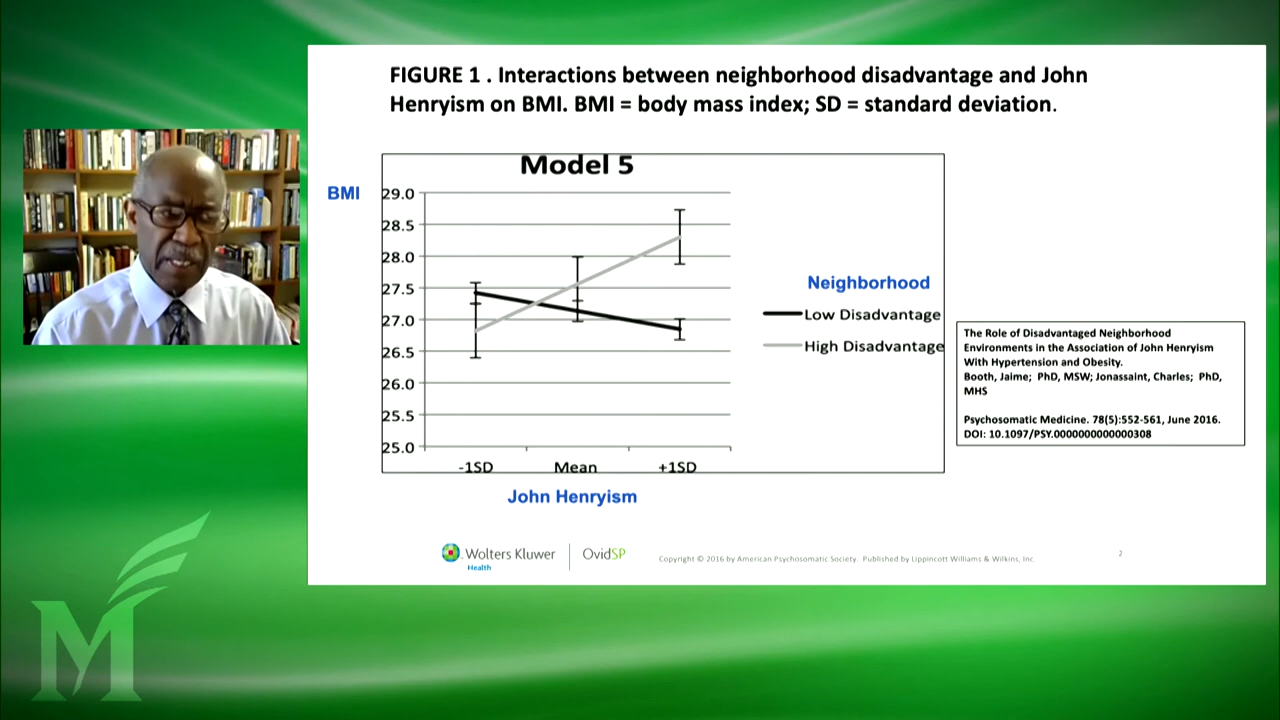 FIGURE 1 . Interactions between neighborhood disadvantage and John
Henryism on BMI. BMI = body mass index; SD = standard deviation.
Model 5
BMI
29.0
28.5
28.0
27.5
27.0
26.5
26.0
25.5
25.0
-1SD Mean +1SD
John Henryism
Neighborhood
Low Disadvantage
High Disadvantage
The Role of Disadvantaged Neighborhood
Environments in the Association of John Henryism
With Hypertension and Obesity.
Booth, Jaime; PhD, MSW; Jonassaint, Charles; PhD,
MHS
Psychosomatic Medicine. 78(5):552-561, June 2016.
DOI: 10.1097/PSY.0000000000000308
Wolters Kluwer
Health
OvidSP
Copyright © 2016 by American Psychosomatic Society. Published by Lippincott Williams & Wilkins, Inc.
2
M